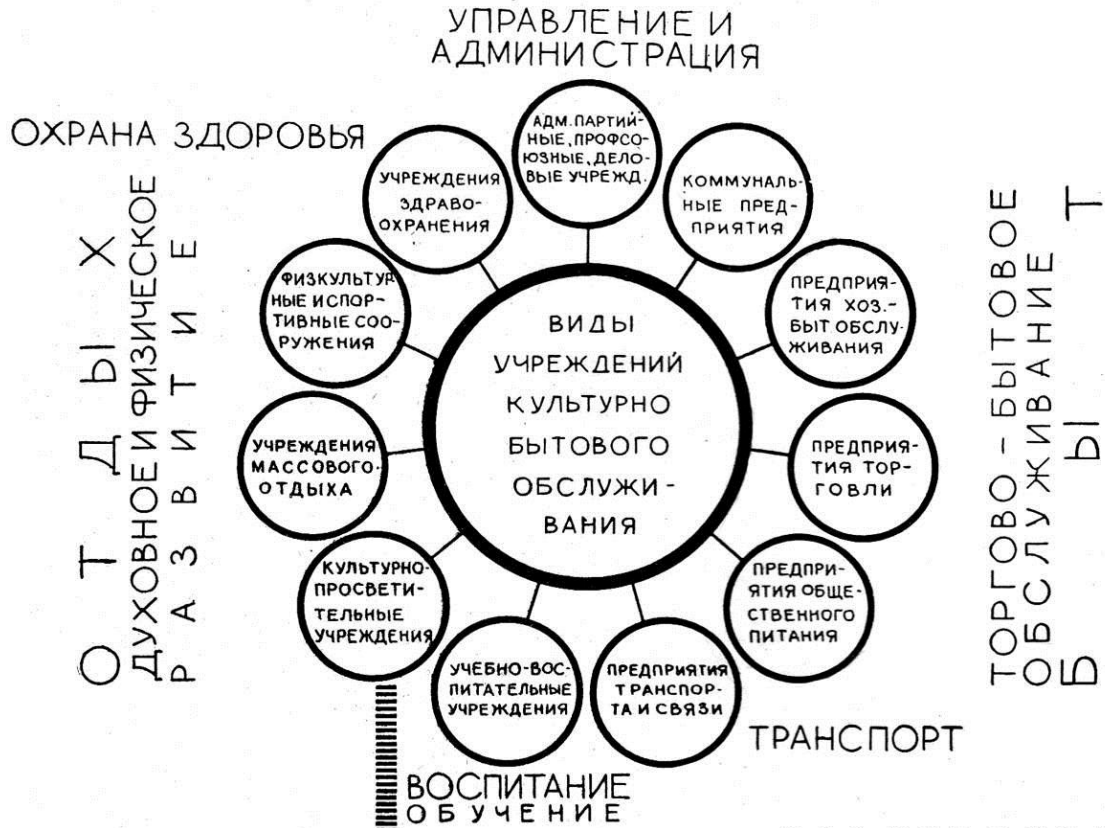 УПРАВЛЕНИЕ И
АДМИНИСТРАЦИЯ
ОХРАНА ЗДОРОВЬЯ
АДМ. ПАРТИЙ-
НЫЕ, ПРОФСО-
ЮЗНЫЕ, ДЕЛО-
ВЫЕ УЧРЕЖД.
УЧРЕЖДЕНИЯ
ЗДРАВО-
ОХРАНЕНИЯ
КОММУНАЛЬ-
НЫЕ ПРЕД-
ПРИЯТИЯ
ФИЗКУЛЬТУР
НЫЕ И СПОР-
ТИВНЫЕ СОО-
РУЖЕНИЯ
ПРЕДПРИЯ-
ТИЯ ХОЗ.-
БЫТ. ОБСЛУ-
ЖИВАНИЯ
ВИДЫ
УЧРЕЖДЕНИЙ
КУЛЬТУРНО
БЫТОВОГО
ОБСЛУЖИ-
ВАНИЯ
УЧРЕЖДЕНИЯ
МАССОВОГО
ОТДЫХА
ПРЕДПРИЯ-
ТИЯ ТОР-
ГОВЛИ
КУЛЬТУРНО-
ПРОСВЕТИ-
ТЕЛЬНЫЕ
УЧРЕЖДЕНИЯ
ПРЕДПРИ-
ЯТИЯ ОБЩЕ-
СТВЕННОГО
ПИТАНИЯ
УЧЕБНО-ВОС-
ПИТАТЕЛЬНЫЕ
УЧРЕЖДЕНИЯ
ПРЕДПРИЯТИЯ
ТРАНСПОР-
ТА И СВЯЗИ
ОТДЫХ
ДУХОВНОЕ И ФИЗИЧЕСКОЕ
РАЗВИТИЕ
ТОРГОВО-БЫТОВОЕ
ОБСЛУЖИВАНИЕ
БЫТ
ТРАНСПОРТ
ВОСПИТАНИЕ
ОБУЧЕНИЕ